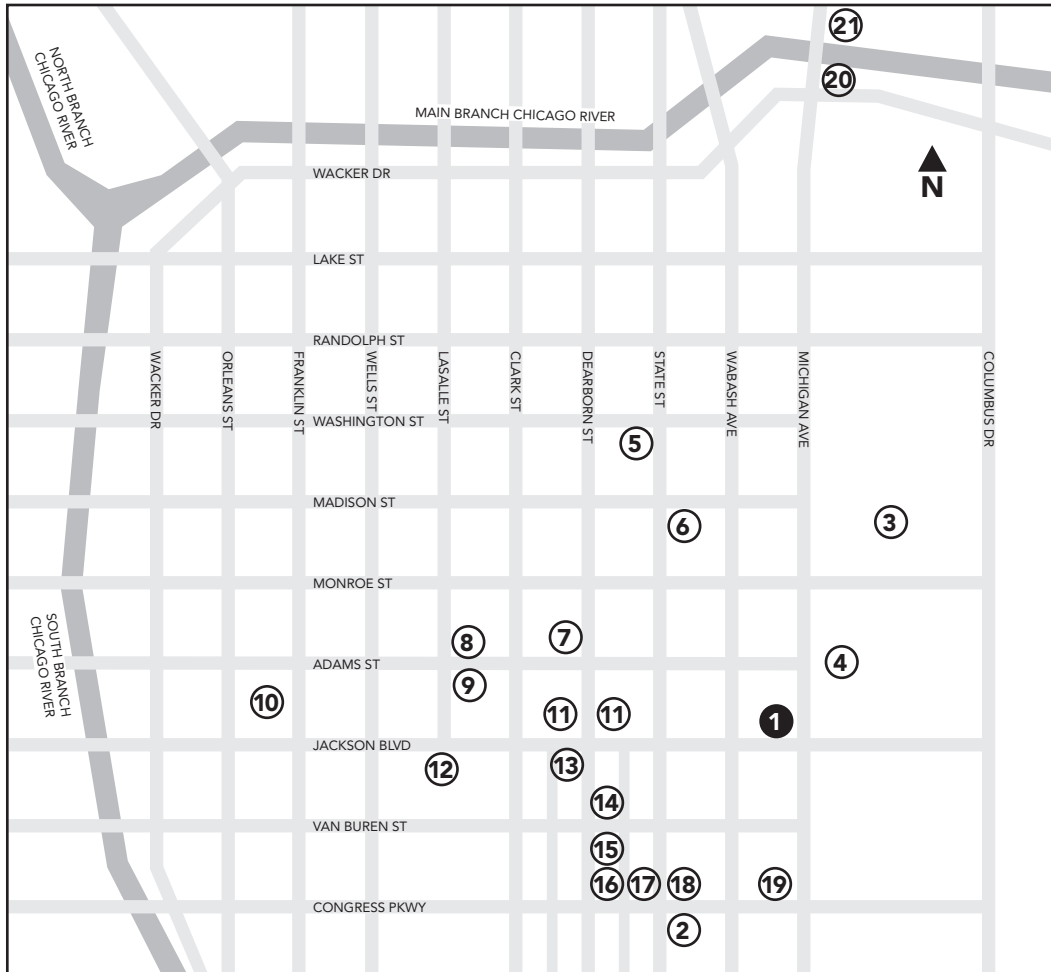 21
20
NORTH BRANCH
CHICAGO RIVER
MAIN BRANCH CHICAGO RIVER
N
WACKER DR
LAKE ST
RANDOLPH ST
WACKER DR
ORLEANS ST
FRANKLIN ST
WELLS ST
LASALLE ST
CLARK ST
DEARBORN ST
STATE ST
WABASH AVE
MICHIGAN AVE
COLUMBUS DR
WASHINGTON ST
5
MADISON ST
6
3
MONROE ST
SOUTH BRANCH
CHICAGO RIVER
8
7
ADAMS ST
4
9
10
11
11
1
JACKSON BLVD
12
13
14
VAN BUREN ST
15
16
17
18
19
CONGRESS PKWY
2